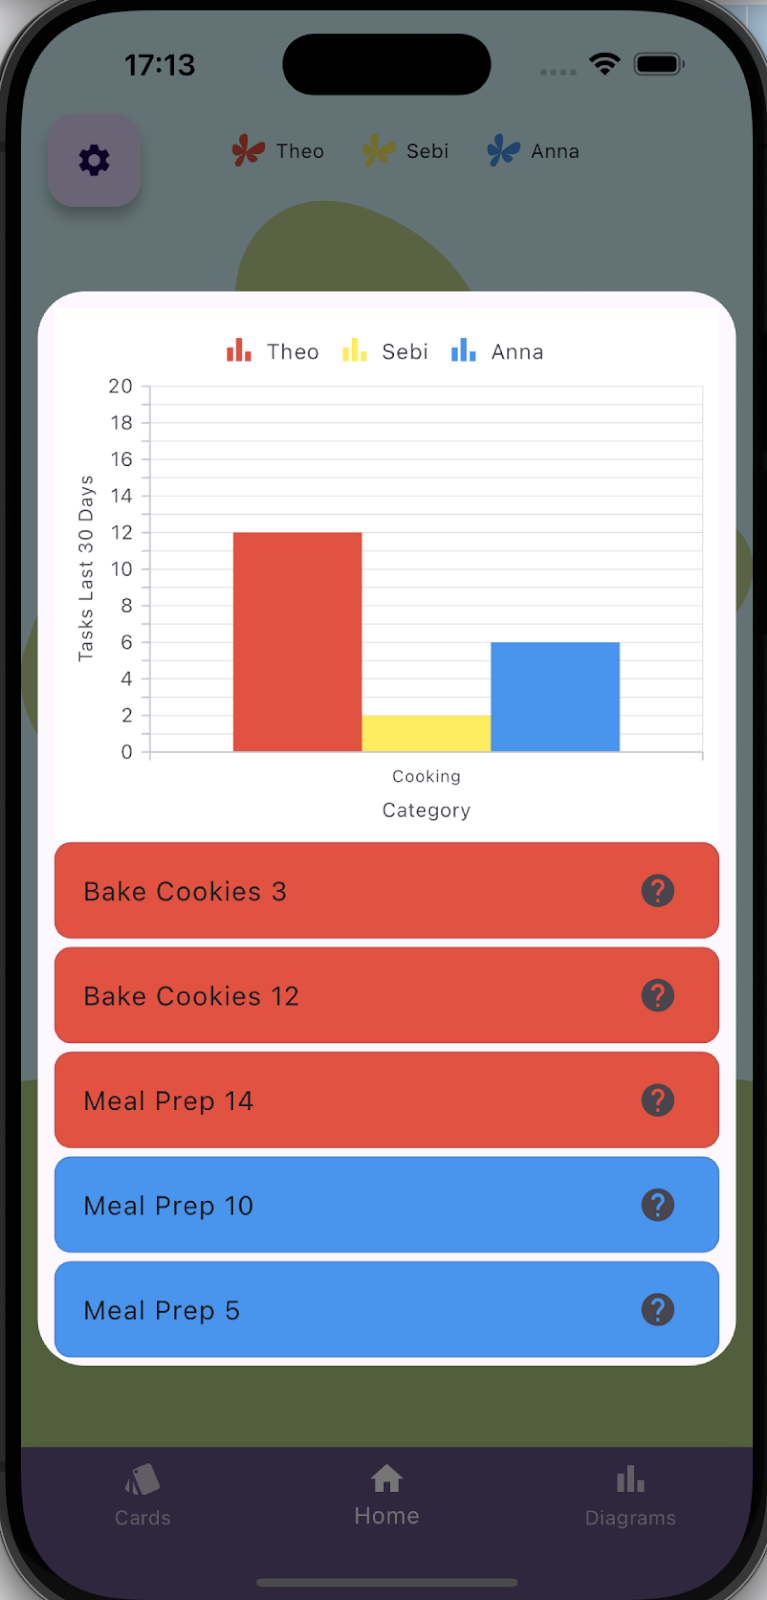 17:13
Theo Sebi Anna
Theo Sebi Anna
20
18
16
14
12
10
8
6
4
2
0
Tasks Last 30 Days
Cooking
Category
Bake Cookies 3
Bake Cookies 12
Meal Prep 14
Meal Prep 10
Meal Prep 5
Cards Home Diagrams